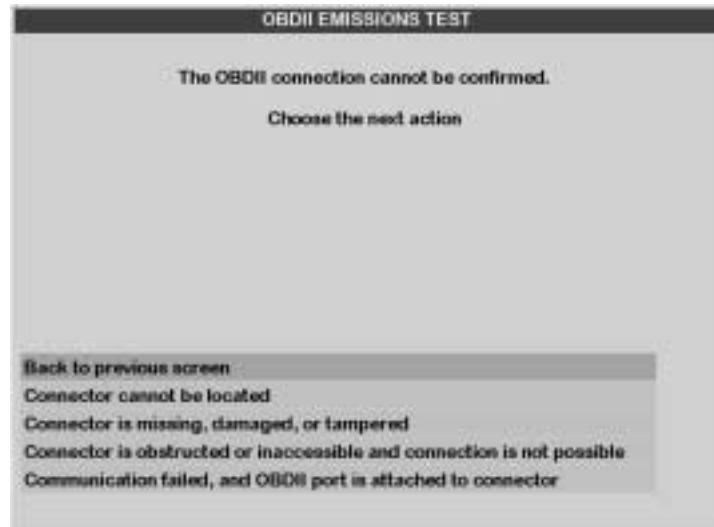 OBDII EMISSIONS TEST
The OBDII connection cannot be confirmed.
Choose the next action
Back to previous screen
Connector cannot be located
Connector is missing, damaged, or tampered
Connector is obstructed or inaccessible and connection is not possible
Communication failed, and OBDII port is attached to connector